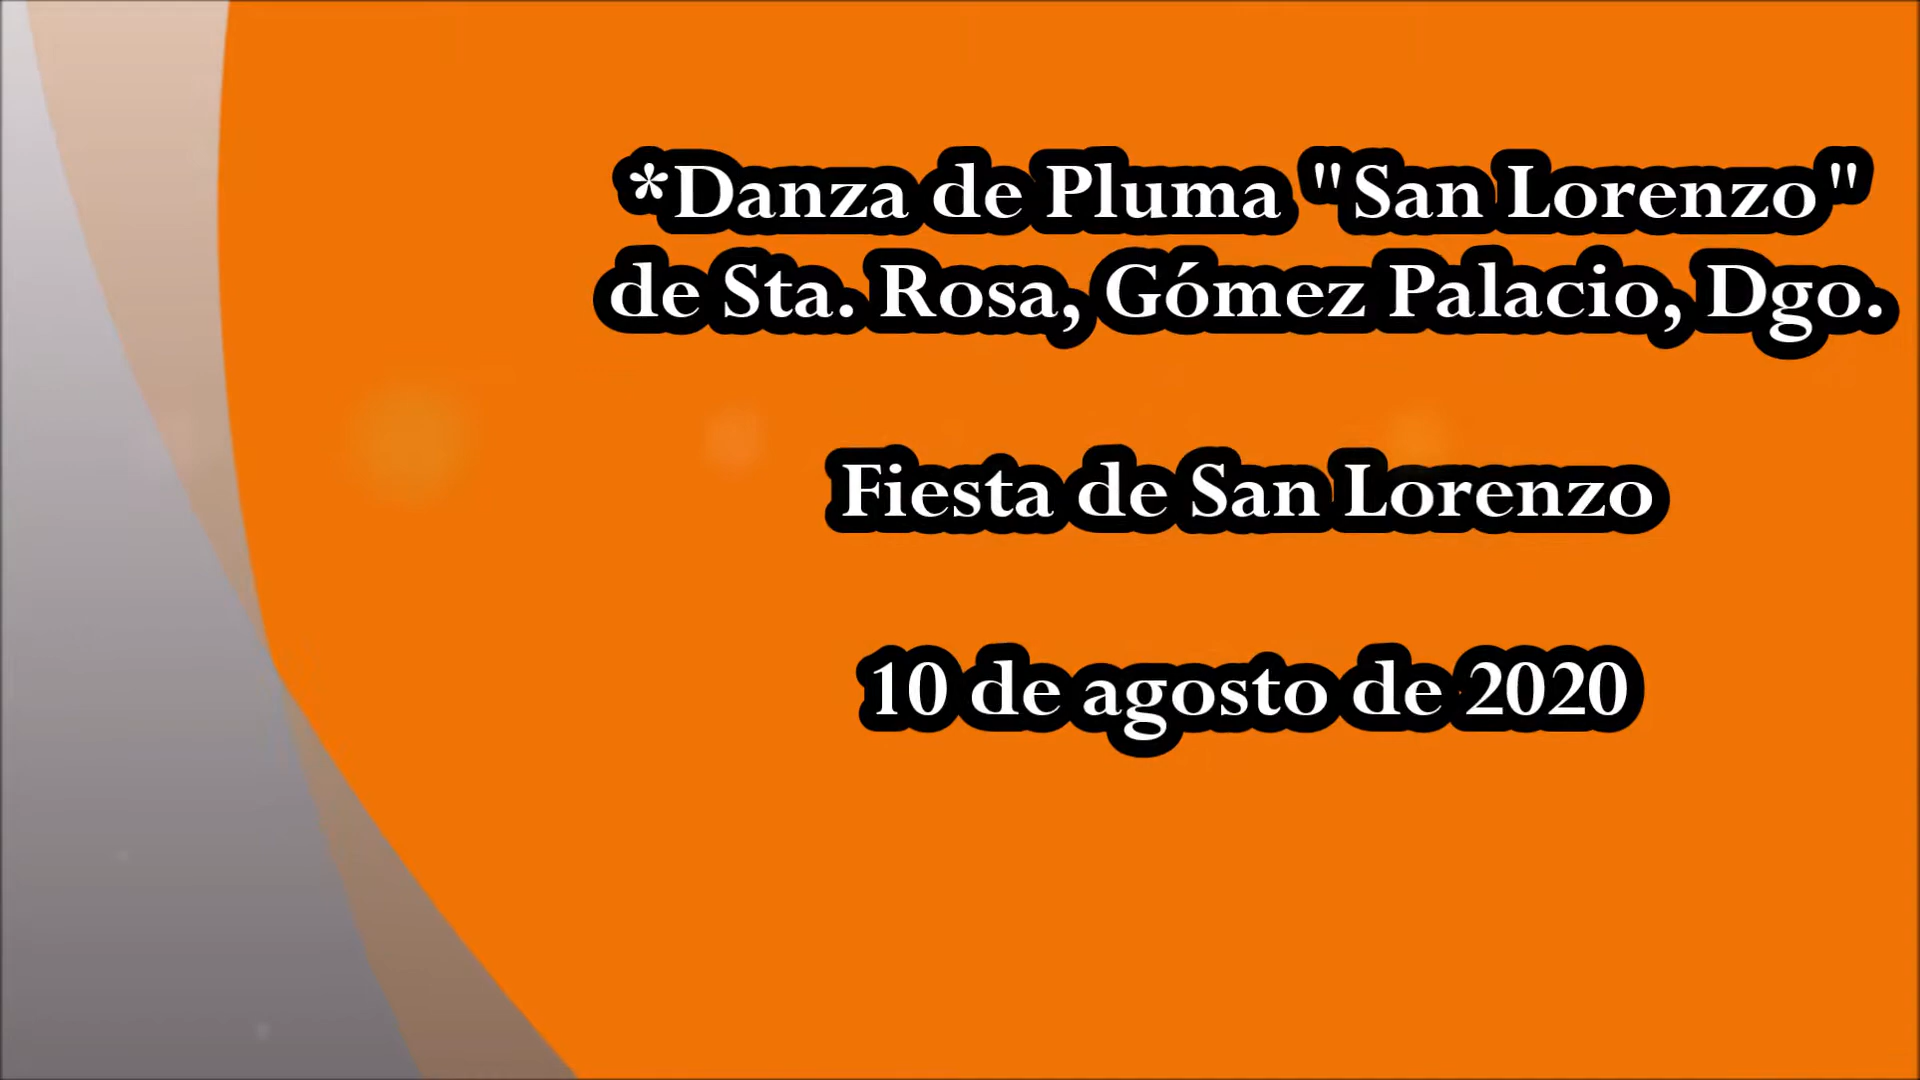 *Danza de Pluma "San Lorenzo"
de Sta. Rosa, Gómez Palacio, Dgo.
Fiesta de San Lorenzo
10 de agosto de 2020